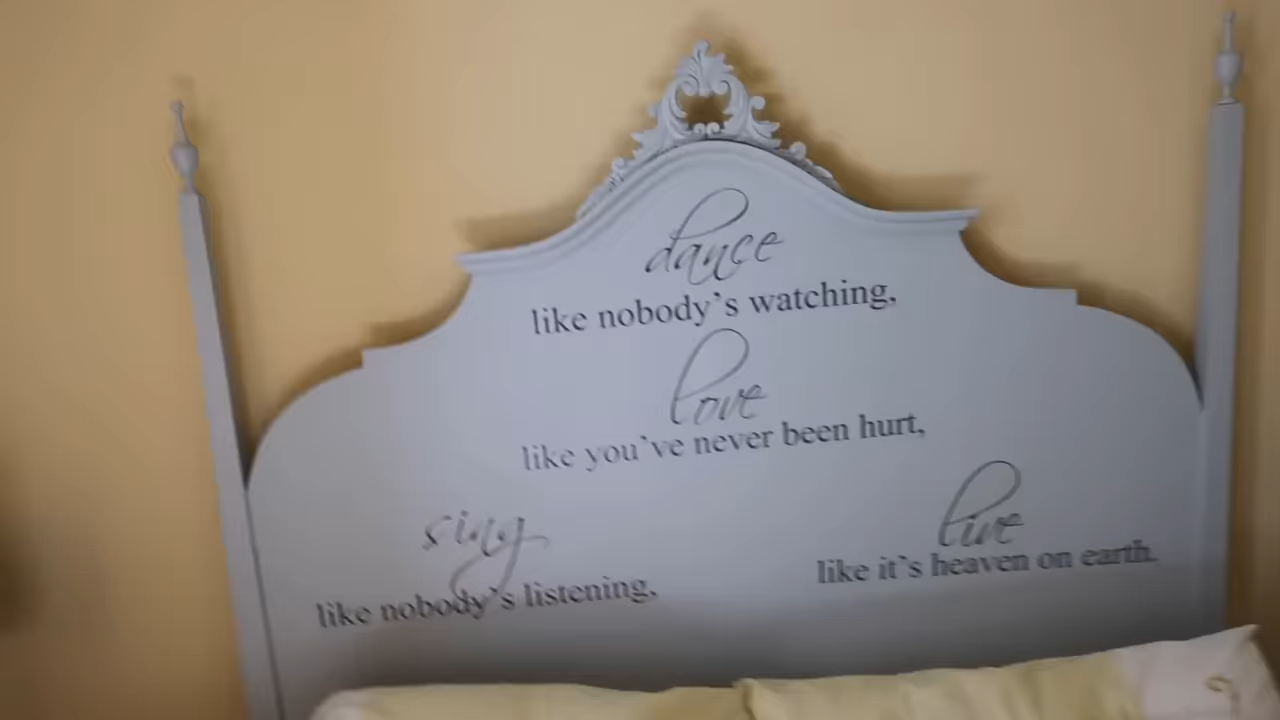 dance
like nobody's watching,
love
like you've never been hurt,
sing
like nobody's listening,
live
like it's heaven on earth.